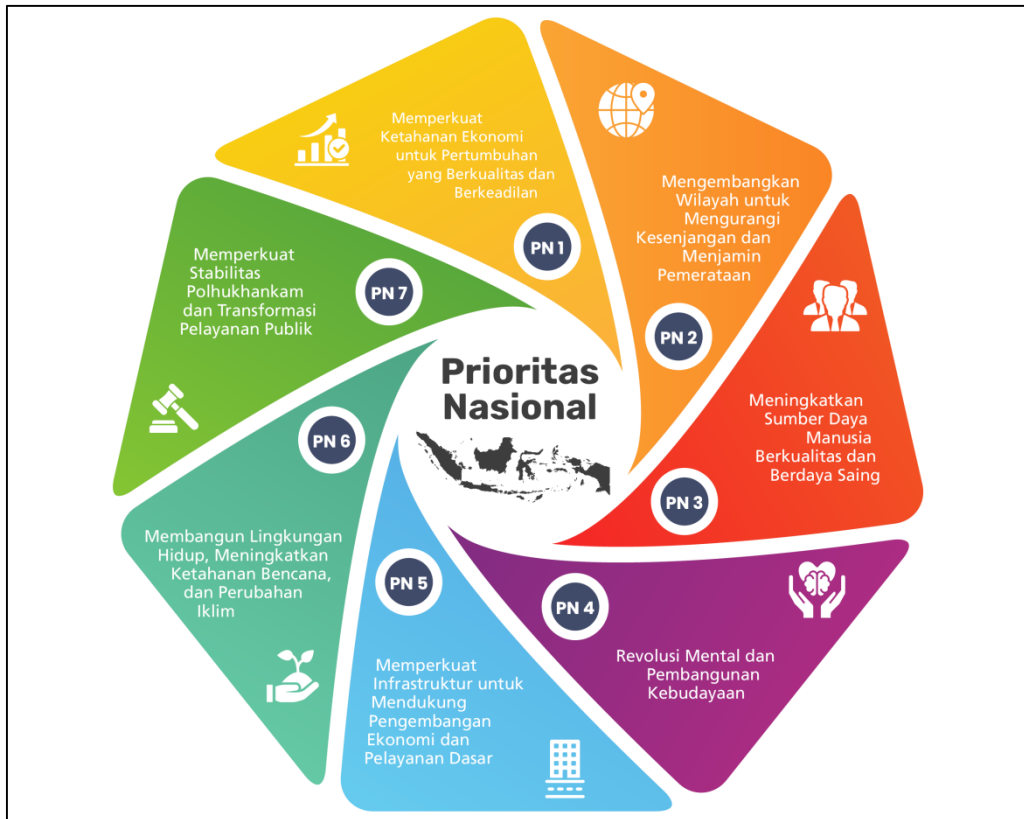 Prioritas
Nasional
Memperkuat
Ketahanan Ekonomi
untuk Pertumbuhan
yang Berkualitas dan
Berkeadilan
PN 1
Mengembangkan
Wilayah untuk
Mengurangi
Kesenjangan dan
Menjamin
Pemerataan
PN 2
Meningkatkan
Sumber Daya
Manusia
Berkualitas dan
Berdaya Saing
PN 3
PN 4
Revolusi Mental dan
Pembangunan
Kebudayaan
PN 5
Memperkuat
Infrastruktur untuk
Mendukung
Pengembangan
Ekonomi dan
Pelayanan Dasar
PN 6
Membangun Lingkungan
Hidup, Meningkatkan
Ketahanan Bencana,
dan Perubahan
Iklim
Memperkuat
Stabilitas
Polhukhankam
dan Transformasi
Pelayanan Publik
PN 7